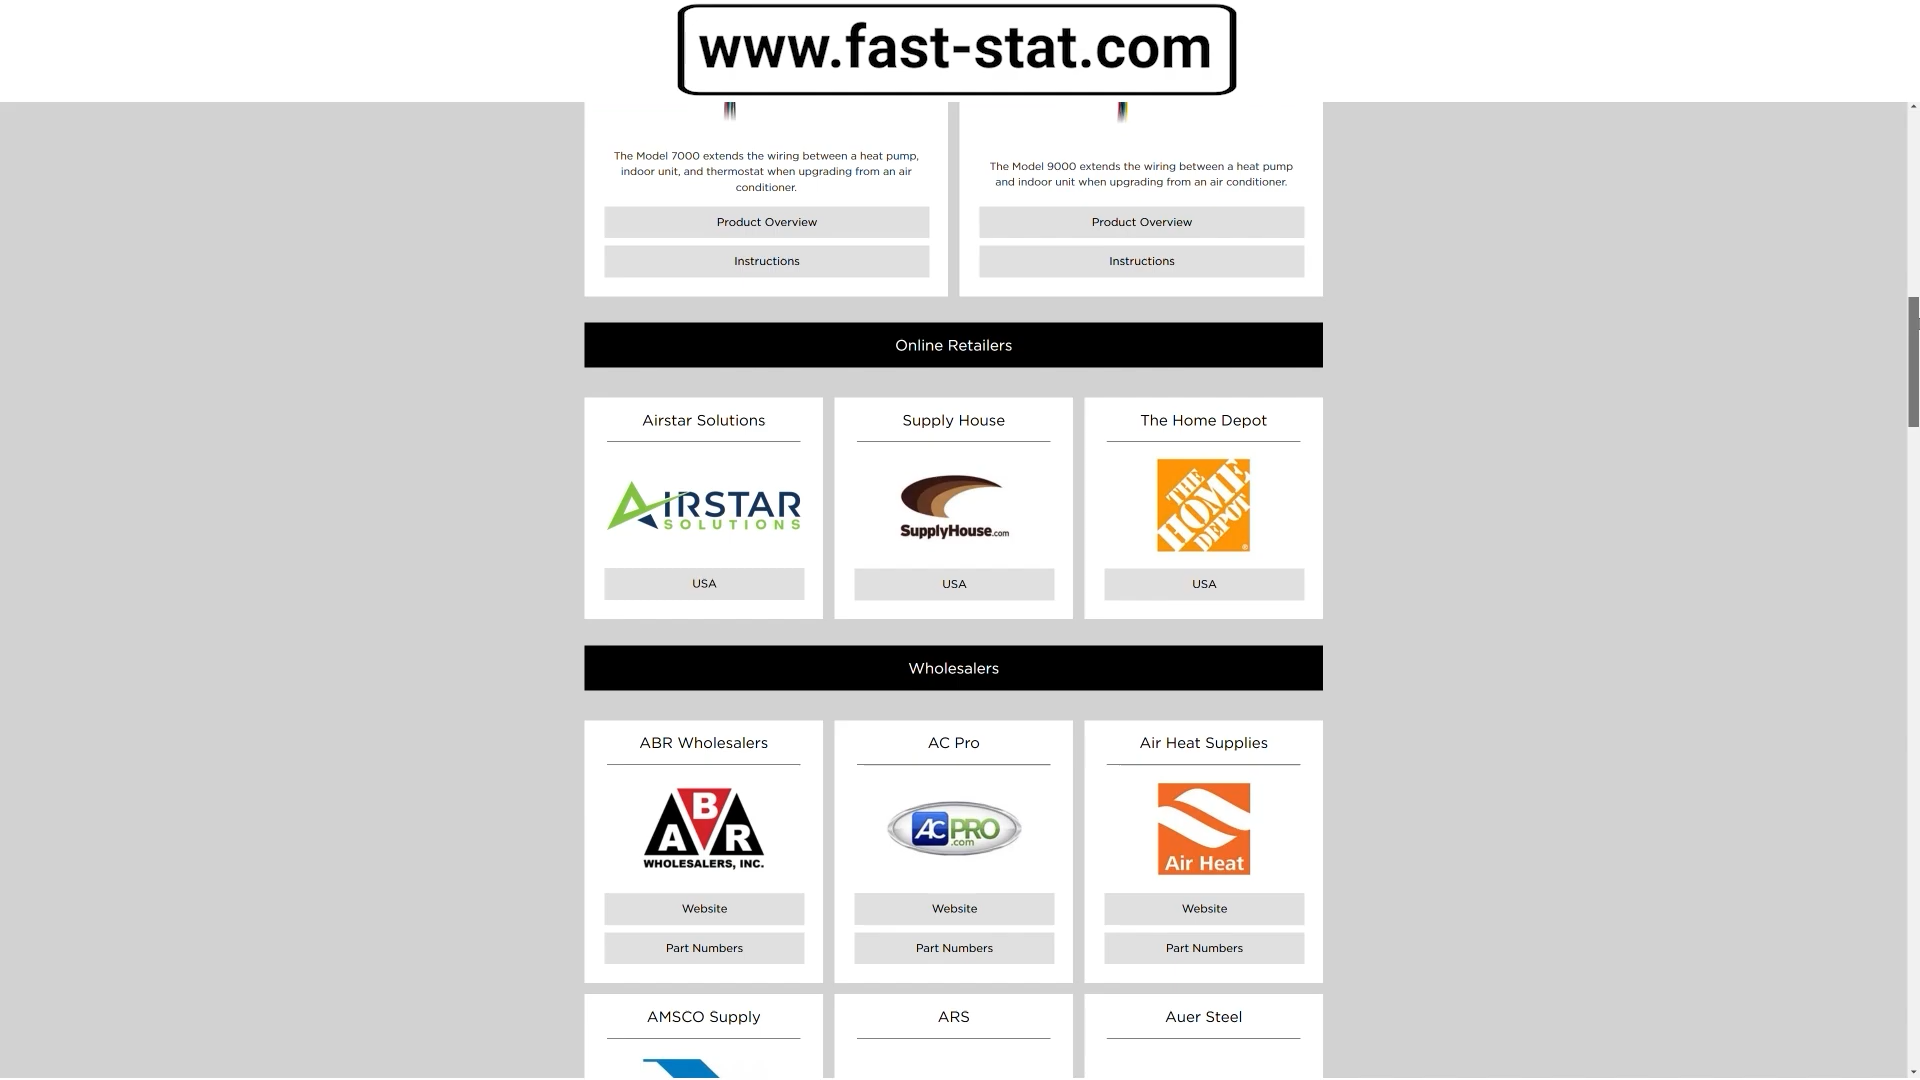 www.fast-stat.com
The Model 7000 extends the wiring between a heat pump,
indoor unit, and thermostat when upgrading from an air
conditioner.
Product Overview
Instructions
The Model 9000 extends the wiring between a heat pump
and indoor unit when upgrading from an air conditioner.
Product Overview
Instructions
Online Retailers
Airstar Solutions
AIRSTAR
SOLUTIONS
USA
Supply House
SupplyHouse.com
USA
The Home Depot
THE
HOME
DEPOT
USA
Wholesalers
ABR Wholesalers
ABR
WHOLESALERS, INC.
Website
Part Numbers
AC Pro
AC PRO
.com
Website
Part Numbers
Air Heat Supplies
Air Heat
Website
Part Numbers
AMSCO Supply
ARS
Auer Steel